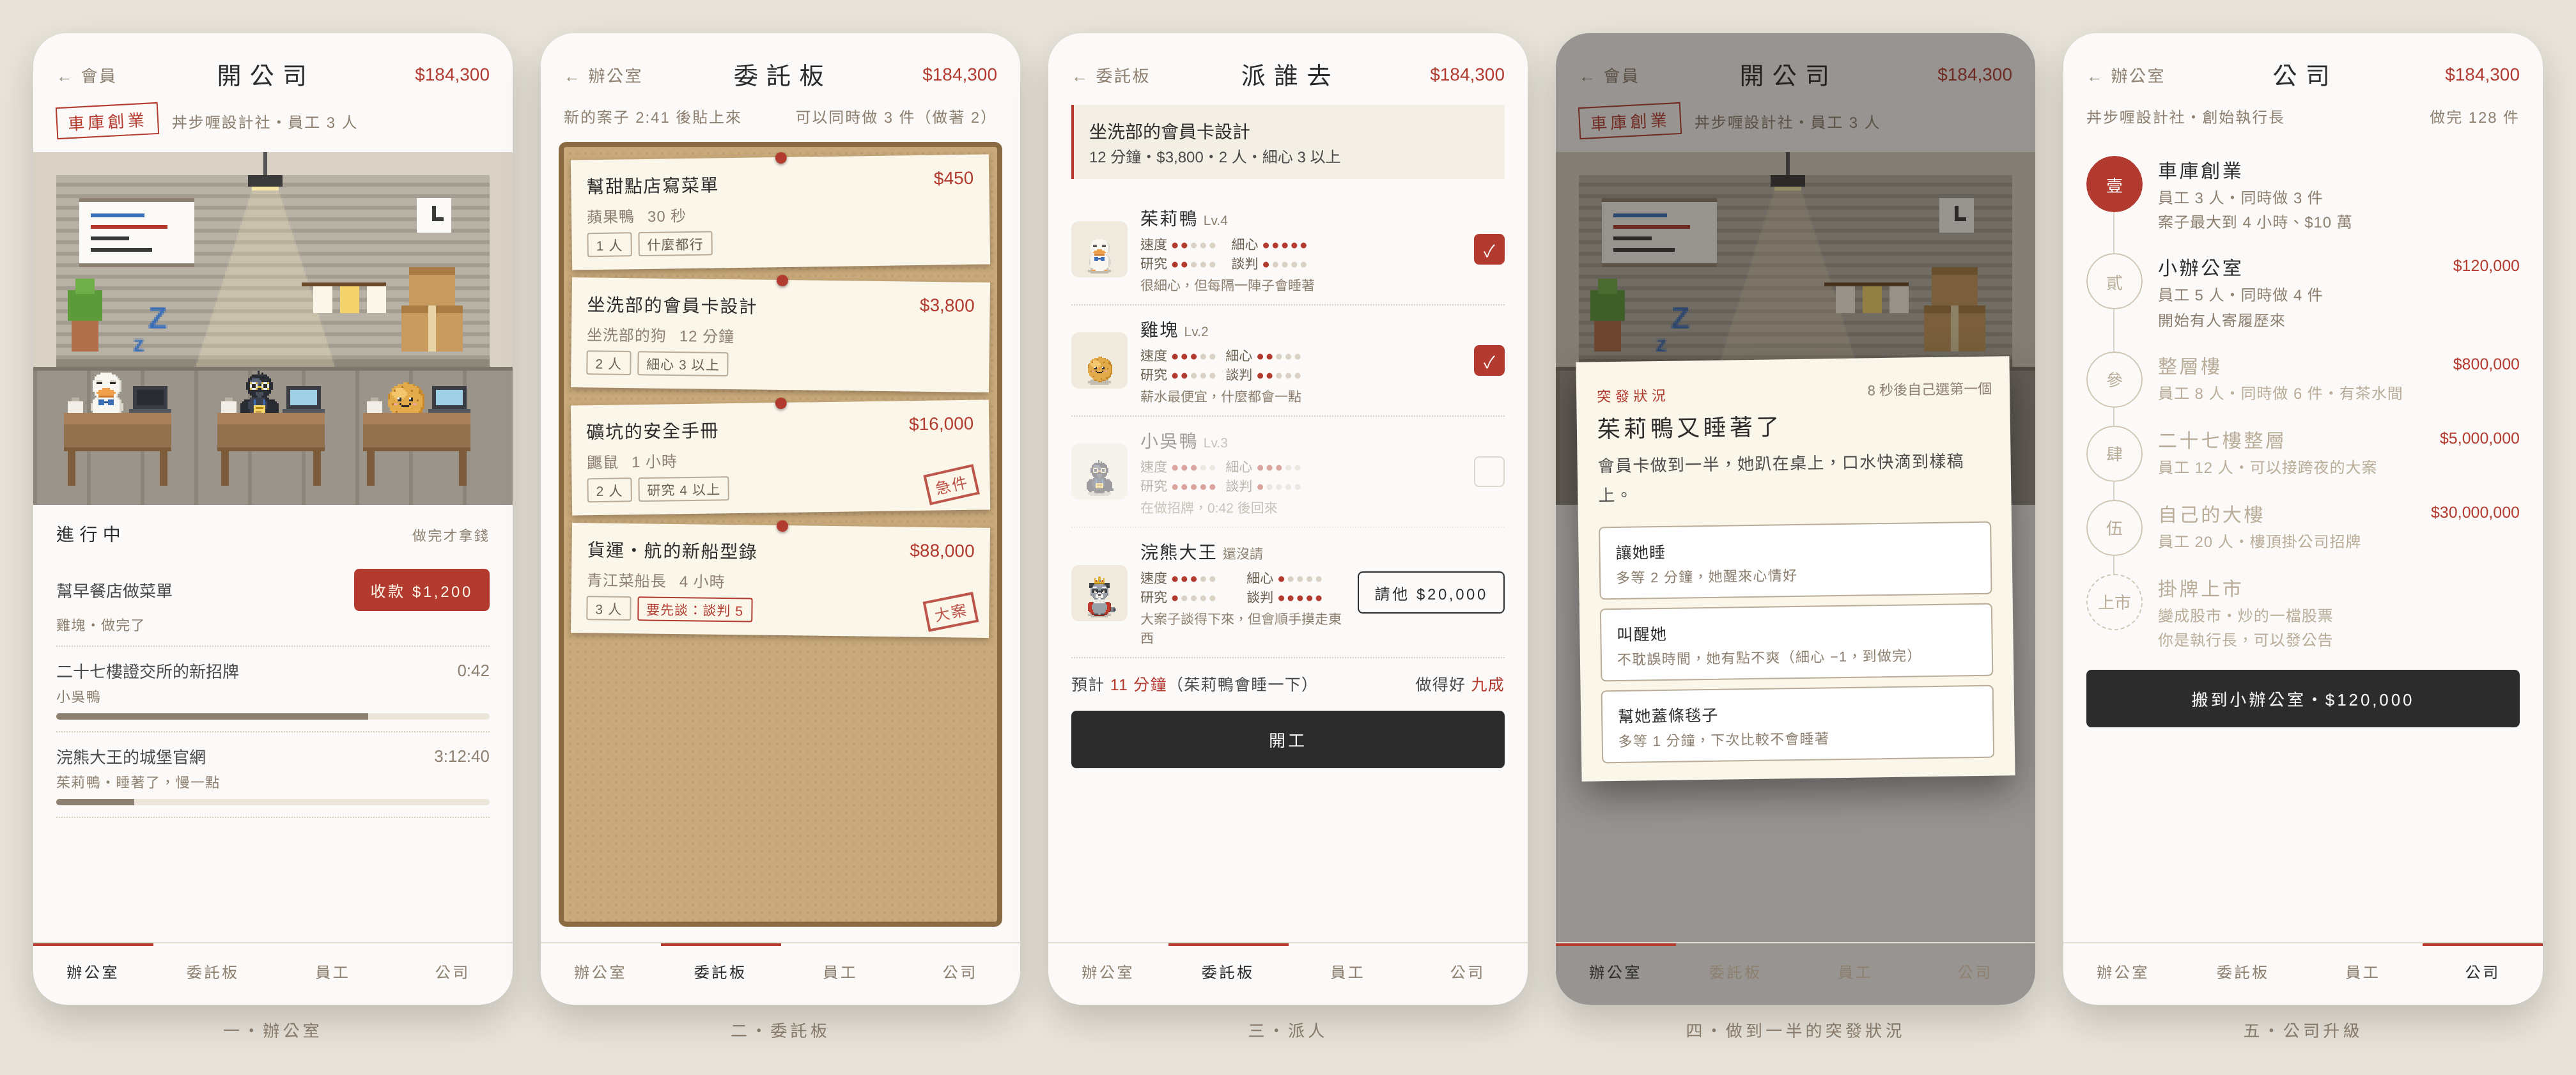 ← 會員
開公司
$184,300
車庫創業
丼步喱設計社・員工 3 人
Z
z
進行中
做完才拿錢
幫早餐店做菜單
收款 $1,200
雞塊・做完了
二十七樓證交所的新招牌
0:42
小吳鴨
浣熊大王的城堡官網
3:12:40
茱莉鴨・睡著了，慢一點
辦公室
委託板
員工
公司
一・辦公室
← 辦公室
委託板
$184,300
新的案子 2:41 後貼上來
可以同時做 3 件（做著 2）
幫甜點店寫菜單
$450
蘋果鴨 30 秒
1 人
什麼都行
坐洗部的會員卡設計
$3,800
坐洗部的狗 12 分鐘
2 人
細心 3 以上
礦坑的安全手冊
$16,000
鼴鼠 1 小時
2 人
研究 4 以上
急件
貨運・航的新船型錄
$88,000
青江菜船長 4 小時
3 人
要先談：談判 5
大案
辦公室
委託板
員工
公司
二・委託板
← 委託板
派誰去
$184,300
坐洗部的會員卡設計
12 分鐘・$3,800・2 人・細心 3 以上
茱莉鴨 Lv.4
速度 細心
研究 談判
很細心，但每隔一陣子會睡著
✓
雞塊 Lv.2
速度 細心
研究 談判
薪水最便宜，什麼都會一點
✓
小吳鴨 Lv.3
速度 細心
研究 談判
在做招牌，0:42 後回來
浣熊大王 還沒請
速度 細心
研究 談判
大案子談得下來，但會順手摸走東
西
請他 $20,000
預計 11 分鐘（茱莉鴨會睡一下）
做得好 九成
開工
辦公室
委託板
員工
公司
三・派人
← 會員
開公司
$184,300
車庫創業
丼步喱設計社・員工 3 人
Z
z
突發狀況
8 秒後自己選第一個
茱莉鴨又睡著了
會員卡做到一半，她趴在桌上，口水快滴到樣稿
上。
讓她睡
多等 2 分鐘，她醒來心情好
叫醒她
不耽誤時間，她有點不爽（細心 −1，到做完）
幫她蓋條毯子
多等 1 分鐘，下次比較不會睡著
辦公室
委託板
員工
公司
四・做到一半的突發狀況
← 辦公室
公司
$184,300
丼步喱設計社・創始執行長
做完 128 件
壹
車庫創業
員工 3 人・同時做 3 件
案子最大到 4 小時、$10 萬
貳
小辦公室
$120,000
員工 5 人・同時做 4 件
開始有人寄履歷來
參
整層樓
$800,000
員工 8 人・同時做 6 件・有茶水間
肆
二十七樓整層
$5,000,000
員工 12 人・可以接跨夜的大案
伍
自己的大樓
$30,000,000
員工 20 人・樓頂掛公司招牌
上市
掛牌上市
變成股市・炒的一檔股票
你是執行長，可以發公告
搬到小辦公室・$120,000
辦公室
委託板
員工
公司
五・公司升級